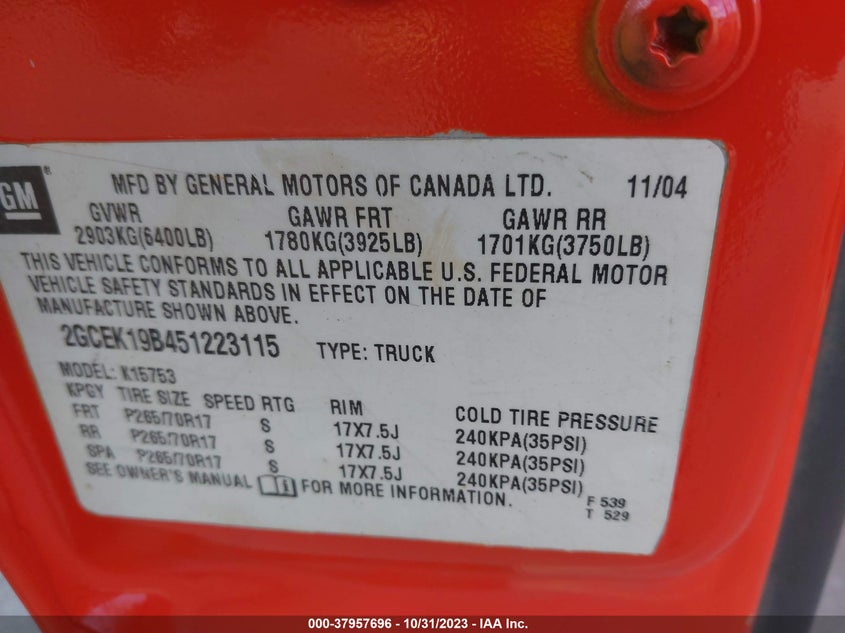 GM ®
MFD BY GENERAL MOTORS OF CANADA LTD. 11/04
GVWR GAWR FRT GAWR RR
2903KG(6400LB) 1780KG(3925LB) 1701KG(3750LB)
THIS VEHICLE CONFORMS TO ALL APPLICABLE U.S. FEDERAL MOTOR
VEHICLE SAFETY STANDARDS IN EFFECT ON THE DATE OF
MANUFACTURE SHOWN ABOVE.
2GCEK19B451223115 TYPE: TRUCK
MODEL: K15753
KPGY TIRE SIZE SPEED RTG RIM COLD TIRE PRESSURE
FRT P265/70R17 S 17X7.5J 240KPA(35PSI)
RR P265/70R17 S 17X7.5J 240KPA(35PSI)
SPA P265/70R17 S 17X7.5J 240KPA(35PSI)
SEE OWNER'S MANUAL FOR MORE INFORMATION.
F 539
T 529
000-37957696 - 10/31/2023 - IAA Inc.